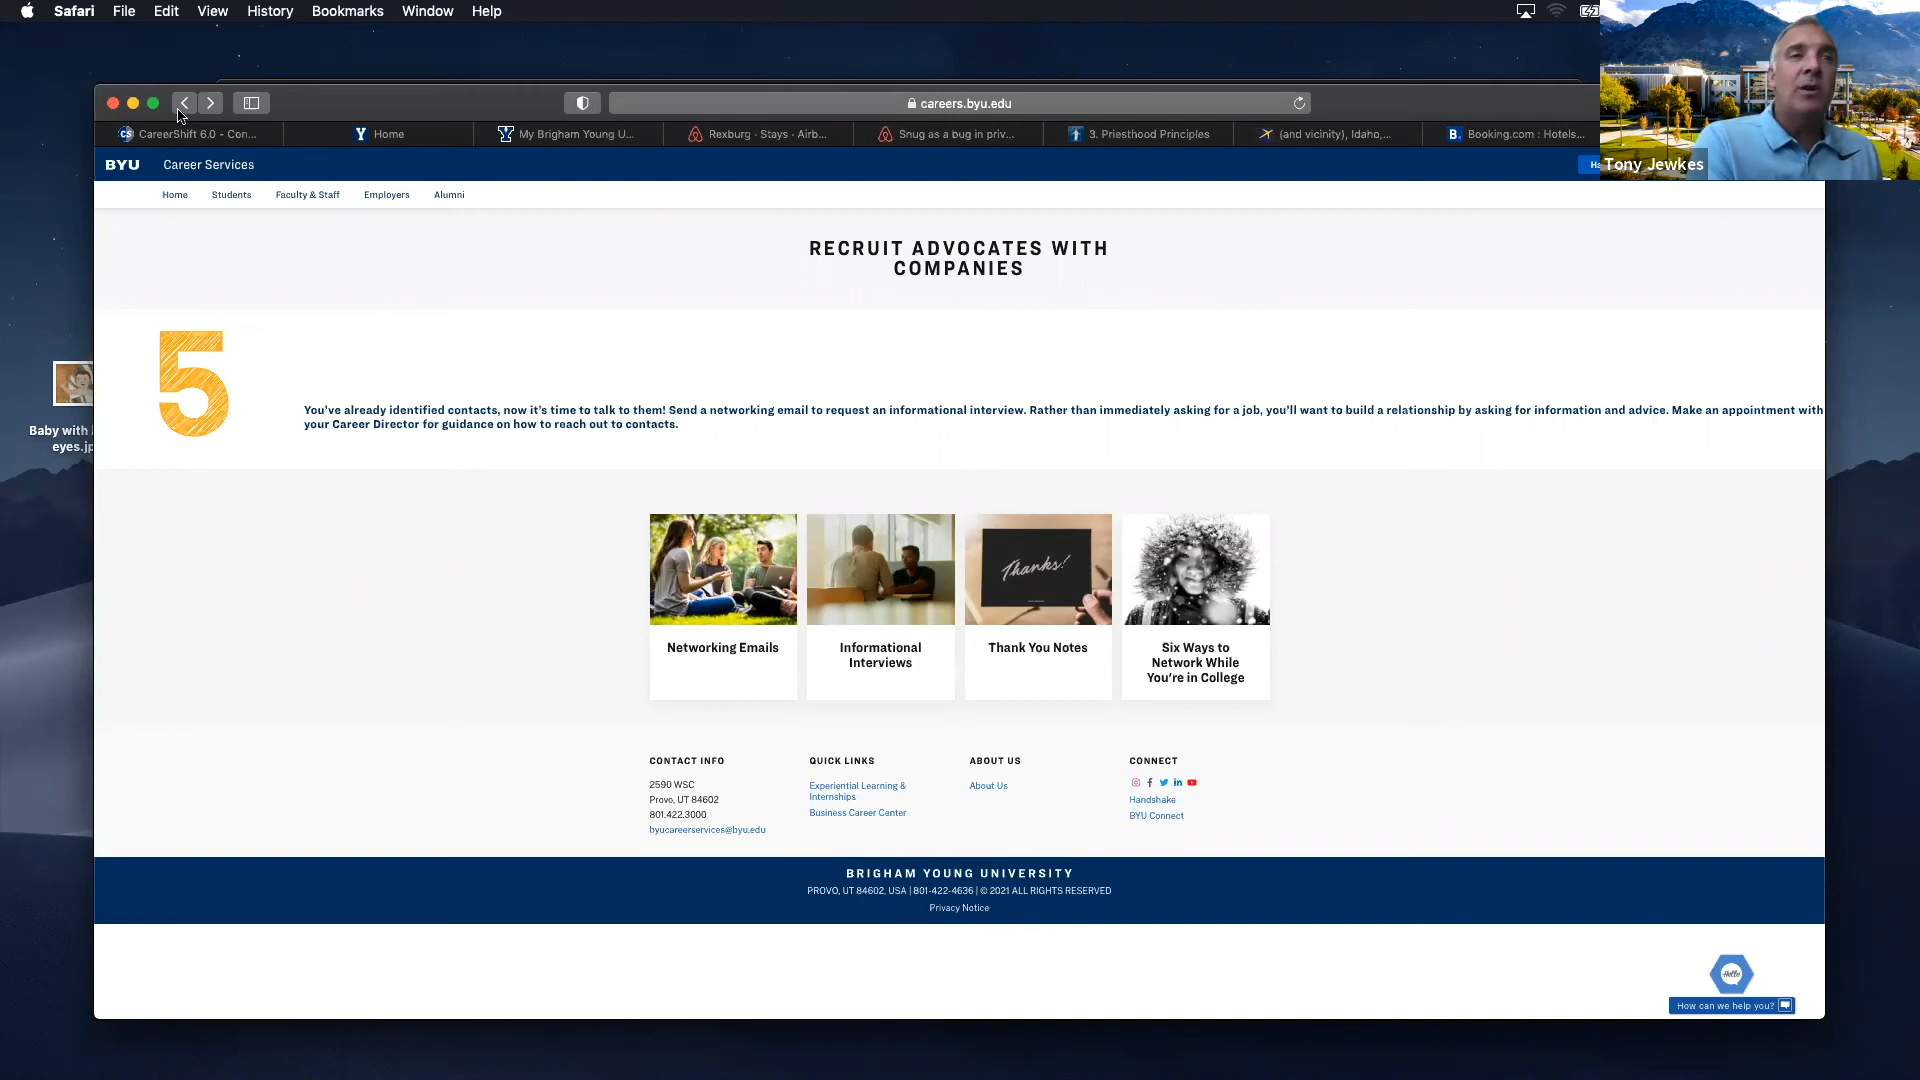 Safari File Edit View History Bookmarks Window Help
careers.byu.edu
CareerShift 6.0 - Con... Home My Brigham Young U... Rexburg · Stays · Airb... Snug as a bug in priv... 3. Priesthood Principles (and vicinity), Idaho,... Booking.com : Hotels...
BYU Career Services
Tony Jewkes
Home Students Faculty & Staff Employers Alumni
RECRUIT ADVOCATES WITH
COMPANIES
5
You've already identified contacts, now it's time to talk to them! Send a networking email to request an informational interview. Rather than immediately asking for a job, you'll want to build a relationship by asking for information and advice. Make an appointment with
your Career Director for guidance on how to reach out to contacts.
Baby with
eyes.jp
Thanks!
Networking Emails
Informational
Interviews
Thank You Notes
Six Ways to
Network While
You're in College
CONTACT INFO
2590 WSC
Provo, UT 84602
801.422.3000
byucareerservices@byu.edu
QUICK LINKS
Experiential Learning &
Internships
Business Career Center
ABOUT US
About Us
CONNECT
Handshake
BYU Connect
BRIGHAM YOUNG UNIVERSITY
PROVO, UT 84602, USA | 801-422-4636 | © 2021 ALL RIGHTS RESERVED
Privacy Notice
Hello
How can we help you?